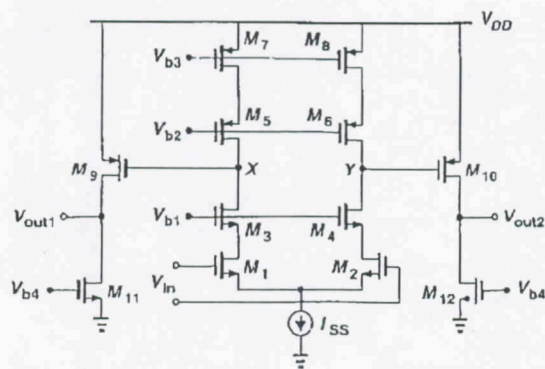 V_DD
M_7
M_8
V_b3
M_5
M_6
V_b2
M_9
X
Y
M_10
V_out1
V_b1
V_out2
M_3
M_4
V_In
M_1
M_2
V_b4
M_11
M_12
V_b4
I_SS